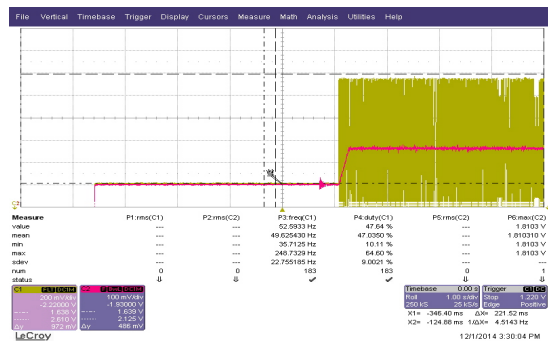 File Vertical Timebase Trigger Display Cursors Measure Math Analysis Utilities Help
C2
Measure P1:rms(C1) P2:rms(C2) P3:freq(C1) P4:duty(C1) P5:rms(C2) P6:max(C2)
value --- --- 52.5933 Hz 47.64 % --- 1.8103 V
mean --- --- 49.625430 Hz 47.0350 % --- 1.810310 V
min --- --- 35.7125 Hz 10.11 % --- 1.8103 V
max --- --- 248.7329 Hz 64.60 % --- 1.8103 V
sdev --- --- 22.755185 Hz 9.0021 % --- ---
num 0 0 183 183 0 1
status
C1 FLT DC1M
200 mV/div
-2.22000 V
1.638 V
2.610 V
Δy 972 mV
C2 DC1M
100 mV/div
-1.93000 V
1.639 V
2.125 V
Δy 486 mV
Timebase 0.00 s
Roll 1.00 s/div
250 kS 25 kS/s
Trigger C1 DC
Stop 1.220 V
Edge Positive
X1= -346.40 ms ΔX= 221.52 ms
X2= -124.88 ms 1/ΔX= 4.5143 Hz
LeCroy
12/1/2014 3:30:04 PM